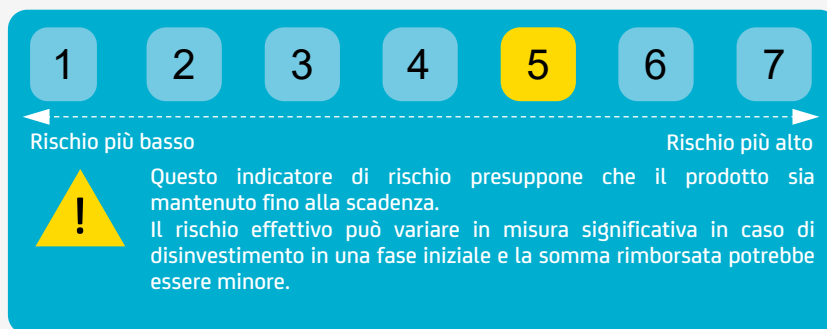 1 2 3 4 5 6 7
Rischio più basso Rischio più alto
!
Questo indicatore di rischio presuppone che il prodotto sia
mantenuto fino alla scadenza.
Il rischio effettivo può variare in misura significativa in caso di
disinvestimento in una fase iniziale e la somma rimborsata potrebbe
essere minore.